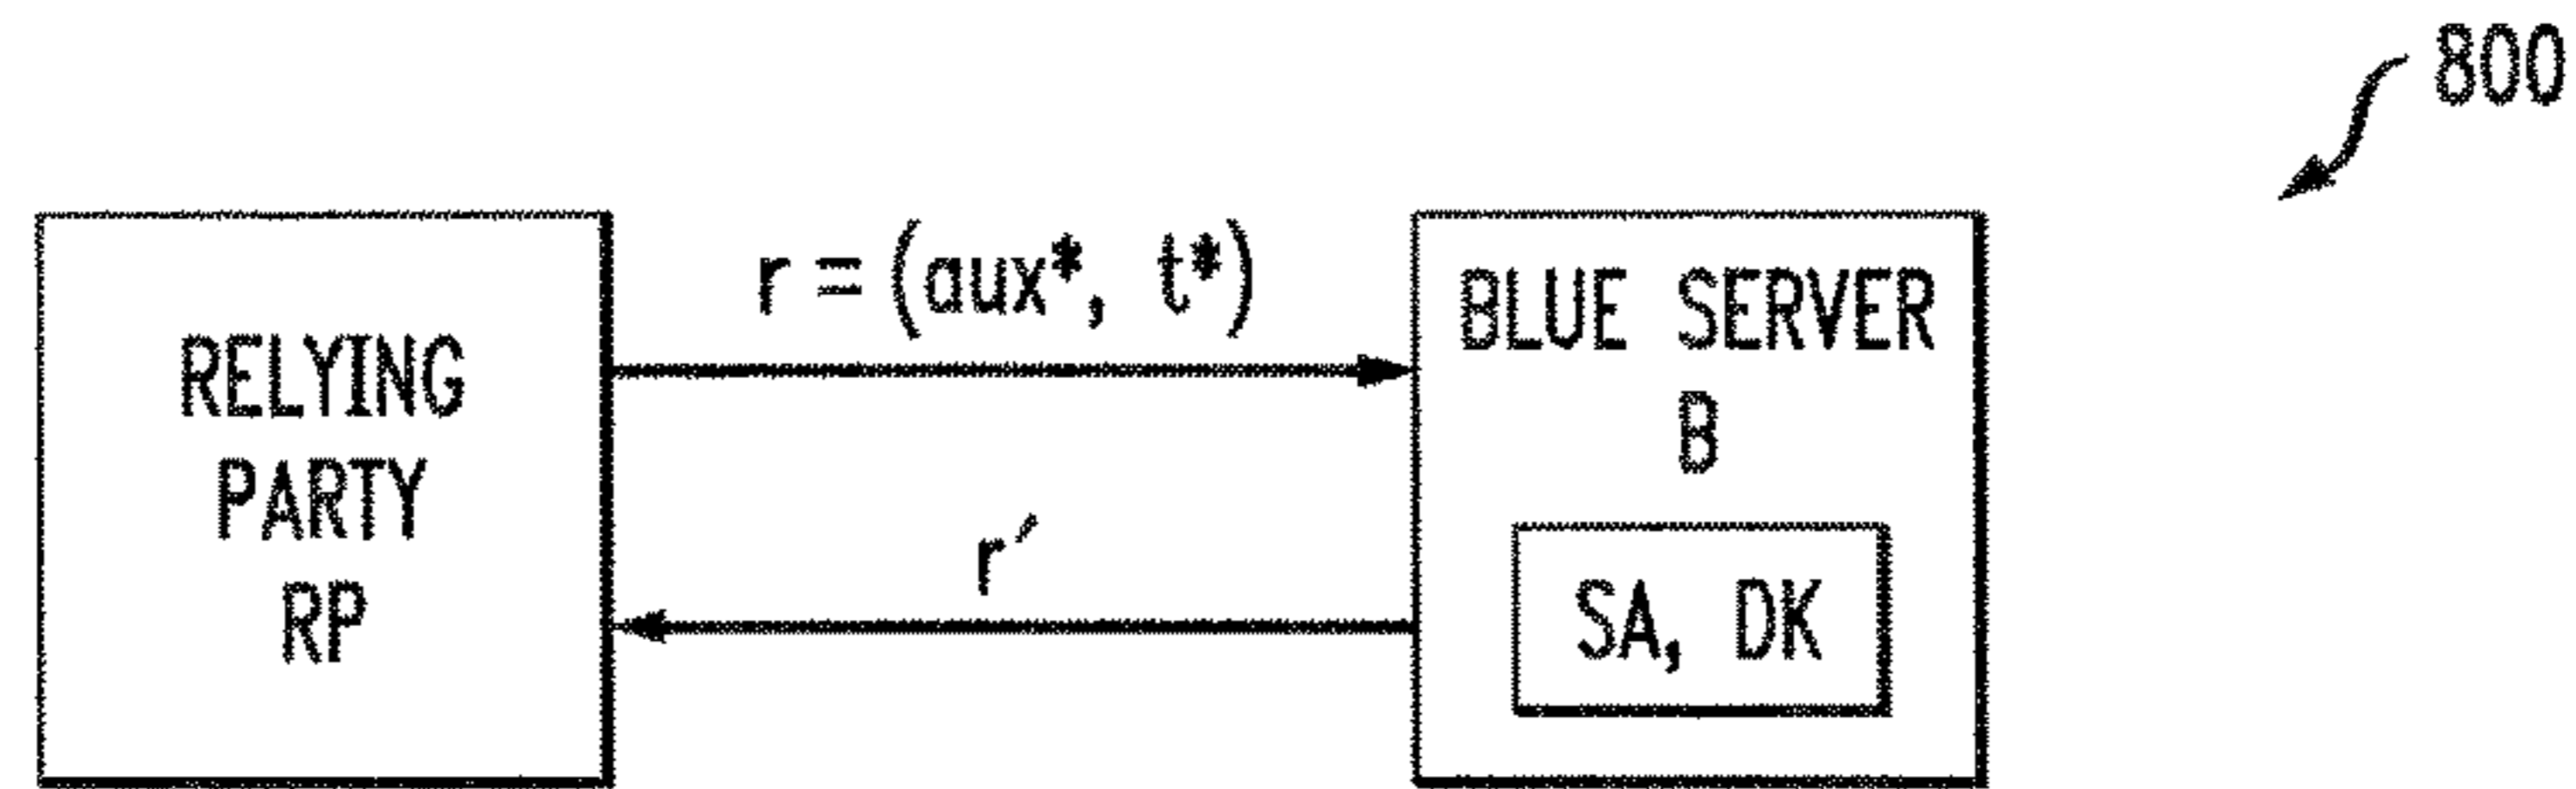 800
RELYING
PARTY
RP
r = (aux*, t*)
r′
BLUE SERVER
B
SA, DK